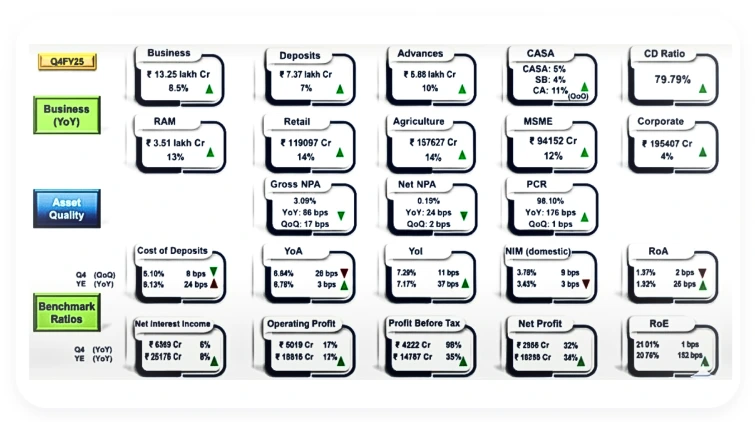 Q4FY25
Business
Deposits
Advances
CASA
CD Ratio
₹ 13.25 lakh Cr
8.5%
₹ 7.37 lakh Cr
7%
₹ 5.88 lakh Cr
10%
CASA: 5%
SB: 4%
CA: 11%
(QoQ)
79.79%
Business
(YoY)
RAM
Retail
Agriculture
MSME
Corporate
₹ 3.51 lakh Cr
13%
₹ 119097 Cr
14%
₹ 137627 Cr
14%
₹ 94152 Cr
12%
₹ 195407 Cr
4%
Asset
Quality
Gross NPA
Net NPA
PCR
3.09%
YoY: 86 bps
QoQ: 17 bps
0.19%
YoY: 24 bps
QoQ: 2 bps
98.10%
YoY: 176 bps
QoQ: 1 bps
Cost of Deposits
YoA
YoI
NIM (domestic)
RoA
Q4 (QoQ)
YE (YoY)
5.10% 8 bps
5.13% 24 bps
8.64% 26 bps
8.78% 3 bps
7.29% 11 bps
7.17% 37 bps
3.78% 9 bps
3.43% 3 bps
1.37% 2 bps
1.32% 26 bps
Benchmark
Ratios
Net Interest Income
Operating Profit
Profit Before Tax
Net Profit
RoE
Q4 (YoY)
YE (YoY)
₹ 6389 Cr 6%
₹ 25176 Cr 8%
₹ 5019 Cr 17%
₹ 18816 Cr 12%
₹ 4222 Cr 98%
₹ 14787 Cr 35%
₹ 2956 Cr 32%
34%
21 01% 1 bps
20 76% 152 bps